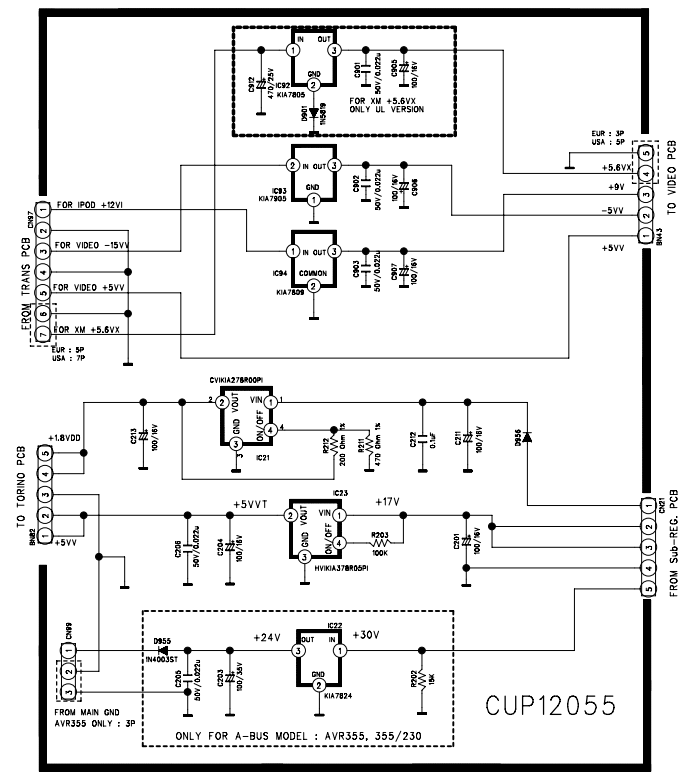 IN OUT
1
3
GND
2
IC92
KIA7805
C912
470/25V
C901
50V/0.022u
C905
100/16V
D901
1N5819
FOR XM +5.6VX
ONLY UL VERSION
EUR : 3P
USA : 5P
5
4
3
2
1
+5.6VX
+9V
-5VV
+5VV
BN43
TO VIDEO PCB
2
IN OUT
3
GND
1
IC93
KIA7905
C902
50V/0.022u
100/16V
C906
1
IN OUT
3
COMMON
2
IC94
KIA7809
C903
50V/0.022u
C907
100/16V
CN97
FROM TRANS PCB
1
2
3
4
5
6
7
FOR IPOD +12VI
FOR VIDEO -15VV
FOR VIDEO +5VV
FOR XM +5.6VX
EUR : 5P
USA : 7P
CVIKIA278R00PI
2
2
VOUT
VIN
1
1
GND
ON/OFF
4
4
3
3
IC21
C213
100/16V
R212
200 Ohm 1%
R211
470 Ohm 1%
C212
0.1uF
C211
100/16V
D956
TO TORINO PCB
+1.8VDD
5
4
3
2
1
BN82
+5VV
+5VVT
IC23
2
VOUT
VIN
1
GND
ON/OFF
4
3
HVIKIA378R05PI
+17V
R203
100K
C206
50V/0.022u
C204
100/16V
C201
100/16V
CN21
1
2
3
4
5
FROM Sub-REG. PCB
CN99
1
2
3
FROM MAIN GND
AVR355 ONLY : 3P
D955
1N4003ST
C205
50V/0.022u
C203
100/35V
+24V
IC22
+30V
3
OUT IN
1
GND
2
KIA7824
R202
15K
ONLY FOR A-BUS MODEL : AVR355, 355/230
CUP12055